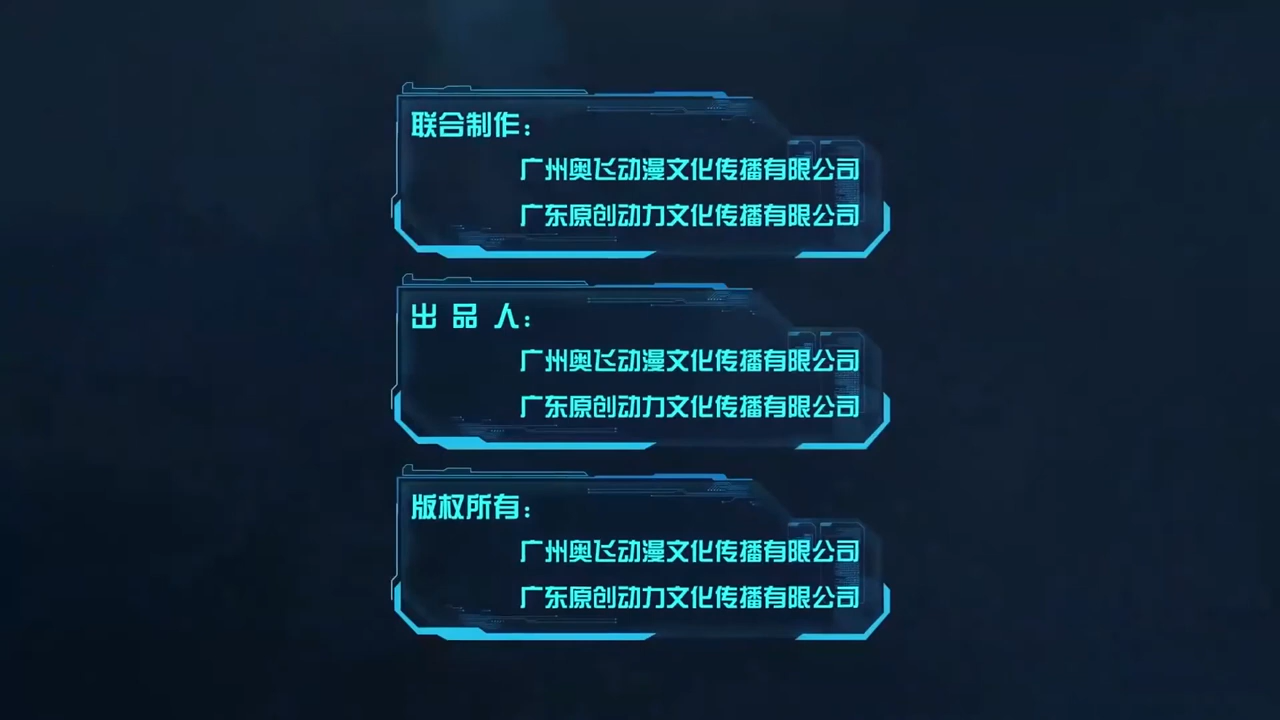 联合制作：
广州奥飞动漫文化传播有限公司
广东原创动力文化传播有限公司
出 品 人：
广州奥飞动漫文化传播有限公司
广东原创动力文化传播有限公司
版权所有：
广州奥飞动漫文化传播有限公司
广东原创动力文化传播有限公司